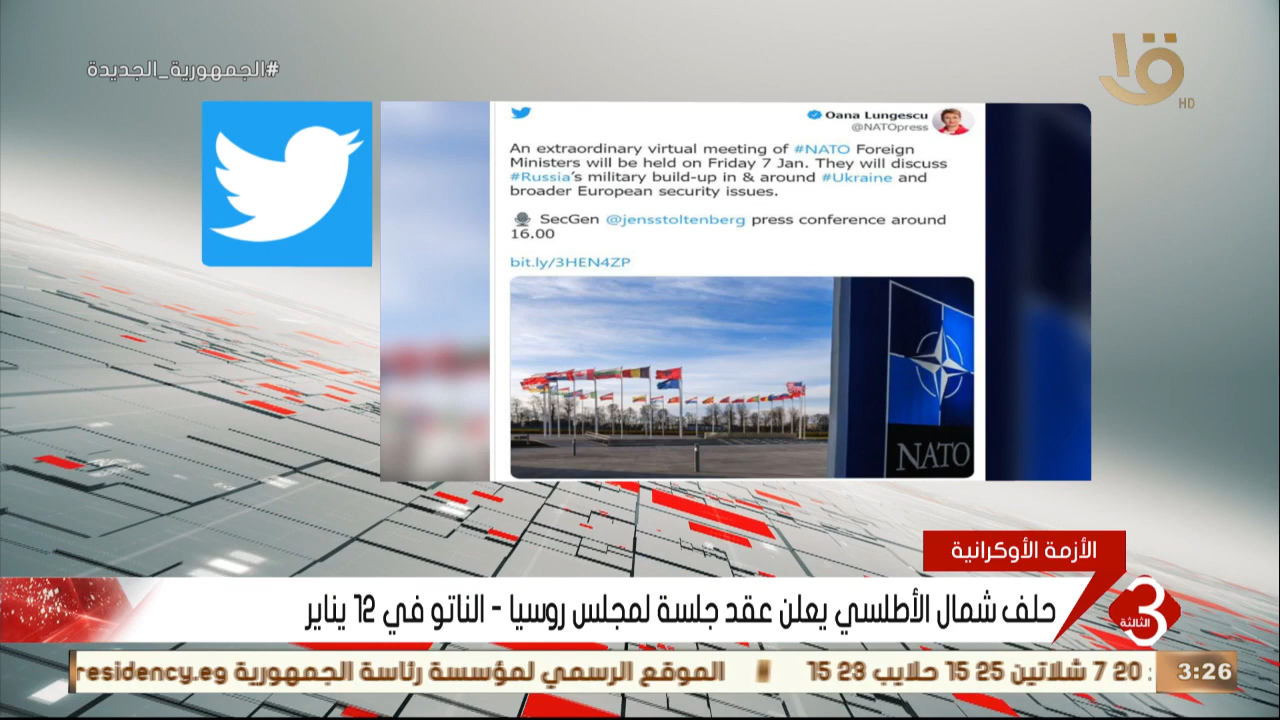 #الجمهورية_الجديدة
HD
Oana Lungescu
@NATOpress
An extraordinary virtual meeting of #NATO Foreign
Ministers will be held on Friday 7 Jan. They will discuss
#Russia's military build-up in & around #Ukraine and
broader European security issues.
SecGen @jensstoltenberg press conference around
16.00
bit.ly/3HEN4ZP
NATO
الأزمة الأوكرانية
حلف شمال الأطلسي يعلن عقد جلسة لمجلس روسيا - الناتو في 12 يناير
3 الثالثة
3:26
: 20 7 شلاتين 25 15 حلايب 23 15 الموقع الرسمي لمؤسسة رئاسة الجمهورية residency.eg